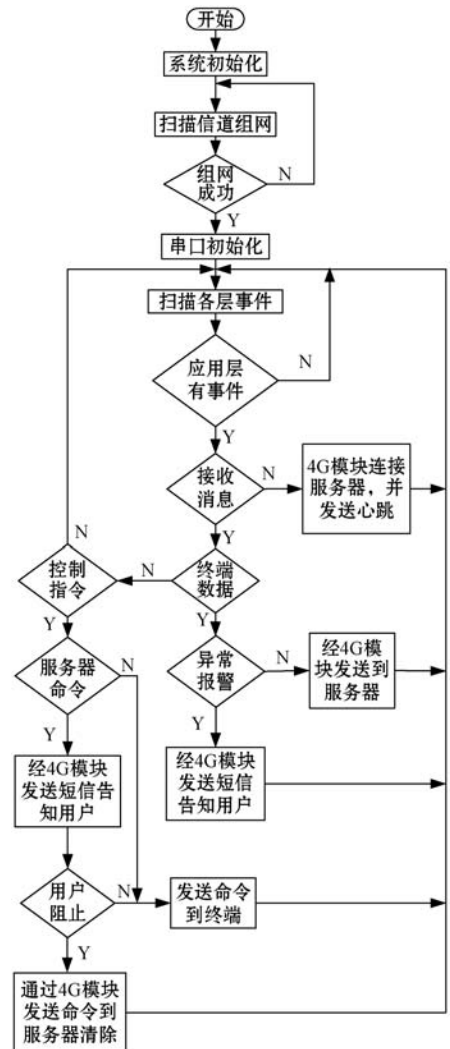 开始
系统初始化
扫描信道组网
组网
成功
N
Y
串口初始化
扫描各层事件
应用层
有事件
N
Y
接收
消息
N
4G模块连接
服务器，并
发送心跳
Y
N
控制
指令
N
终端
数据
Y
Y
服务器
命令
N
异常
报警
N
经4G模
块发送到
服务器
Y
Y
经4G模块
发送短信告
知用户
经4G模块
发送短信
告知用户
用户
阻止
N
发送命令
到终端
Y
通过4G模块
发送命令到
服务器清除